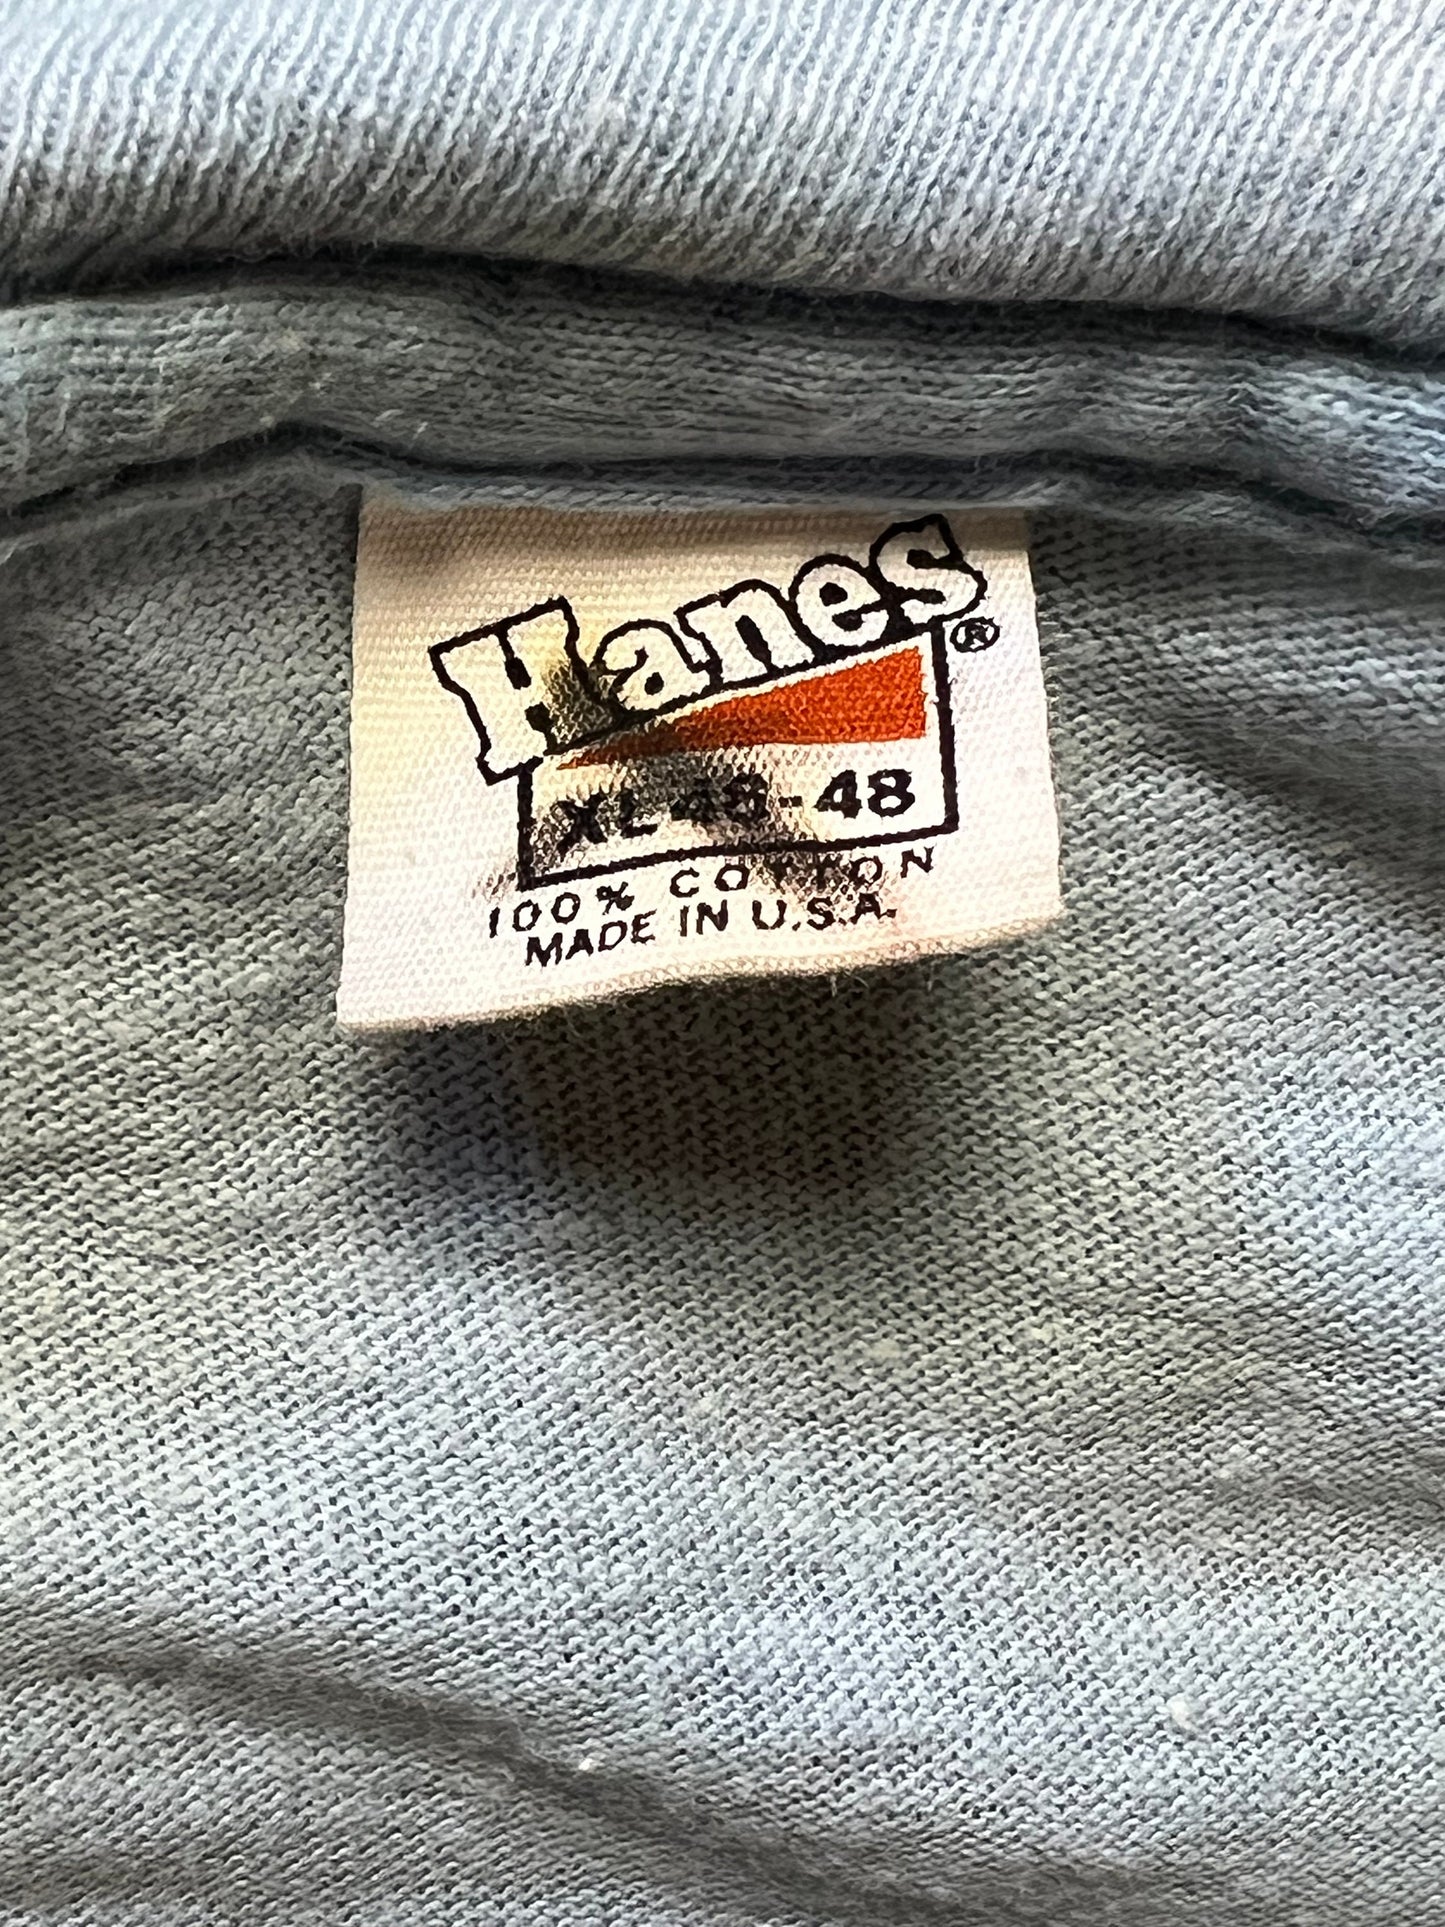 Hanes®
XL 46-48
100% COTTON
MADE IN U.S.A.